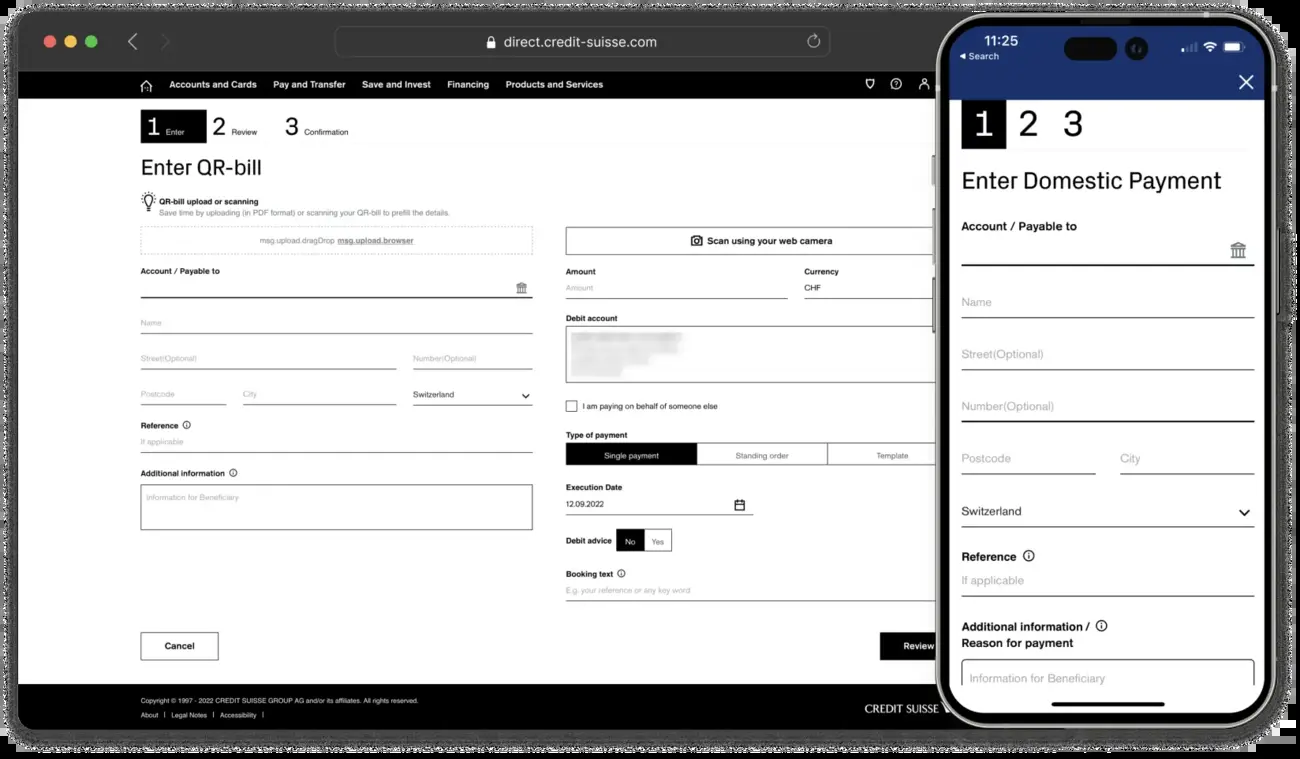 direct.credit-suisse.com
Accounts and Cards Pay and Transfer Save and Invest Financing Products and Services
1 Enter 2 Review 3 Confirmation
Enter QR-bill
QR-bill upload or scanning
Save time by uploading (in PDF format) or scanning your QR-bill to prefill the details.
msg.upload.dragDrop msg.upload.browser
Account / Payable to
Name
Street(Optional) Number(Optional)
Postcode City Switzerland
Reference
If applicable
Additional information
Information for Beneficiary
Scan using your web camera
Amount Currency
Amount CHF
Debit account
I am paying on behalf of someone else
Type of payment
Single payment Standing order Template
Execution Date
12.09.2022
Debit advice No Yes
Booking text
E.g. your reference or any key word
Cancel Review
Copyright © 1997 - 2022 CREDIT SUISSE GROUP AG and/or its affiliates. All rights reserved.
About | Legal Notes | Accessibility |
CREDIT SUISSE
11:25
Search
1 2 3
Enter Domestic Payment
Account / Payable to
Name
Street(Optional)
Number(Optional)
Postcode City
Switzerland
Reference
If applicable
Additional information /
Reason for payment
Information for Beneficiary